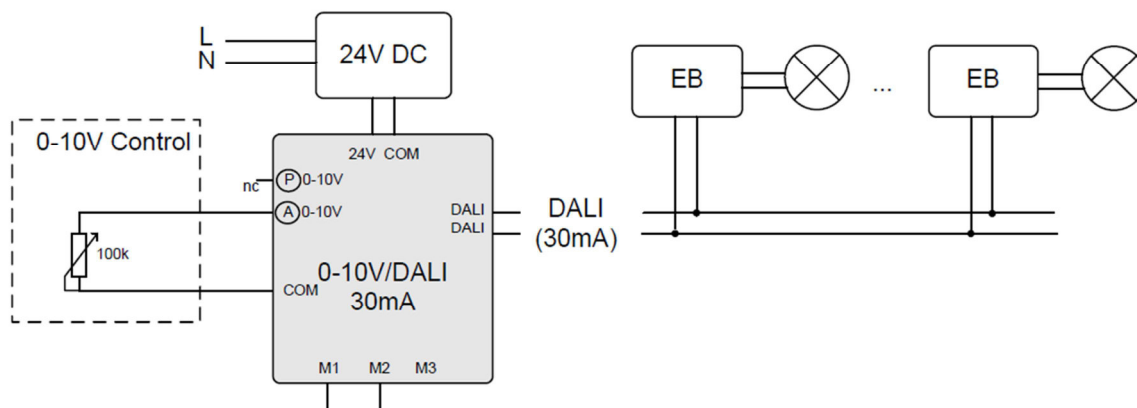 L
N
24V DC
EB
...
EB
0-10V Control
24V COM
nc
P 0-10V
A 0-10V
DALI
DALI
DALI
(30mA)
100k
0-10V/DALI
30mA
COM
M1 M2 M3